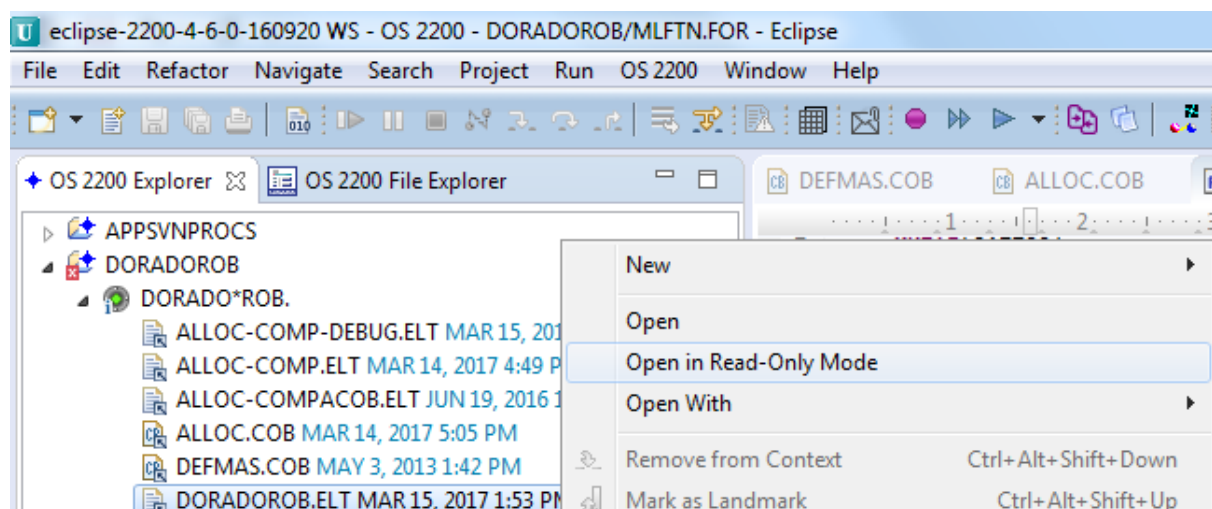 eclipse-2200-4-6-0-160920 WS - OS 2200 - DORADOROB/MLFTN.FOR - Eclipse
File Edit Refactor Navigate Search Project Run OS 2200 Window Help
OS 2200 Explorer OS 2200 File Explorer DEFMAS.COB ALLOC.COB
APPSVNPROCS
DORADOROB
DORADO*ROB.
ALLOC-COMP-DEBUG.ELT MAR 15, 201
ALLOC-COMP.ELT MAR 14, 2017 4:49 P
ALLOC-COMPACOB.ELT JUN 19, 2016 1
ALLOC.COB MAR 14, 2017 5:05 PM
DEFMAS.COB MAY 3, 2013 1:42 PM
DORADOROB.ELT MAR 15, 2017 1:53 PM
New
Open
Open in Read-Only Mode
Open With
Remove from Context Ctrl+Alt+Shift+Down
Mark as Landmark Ctrl+Alt+Shift+Up